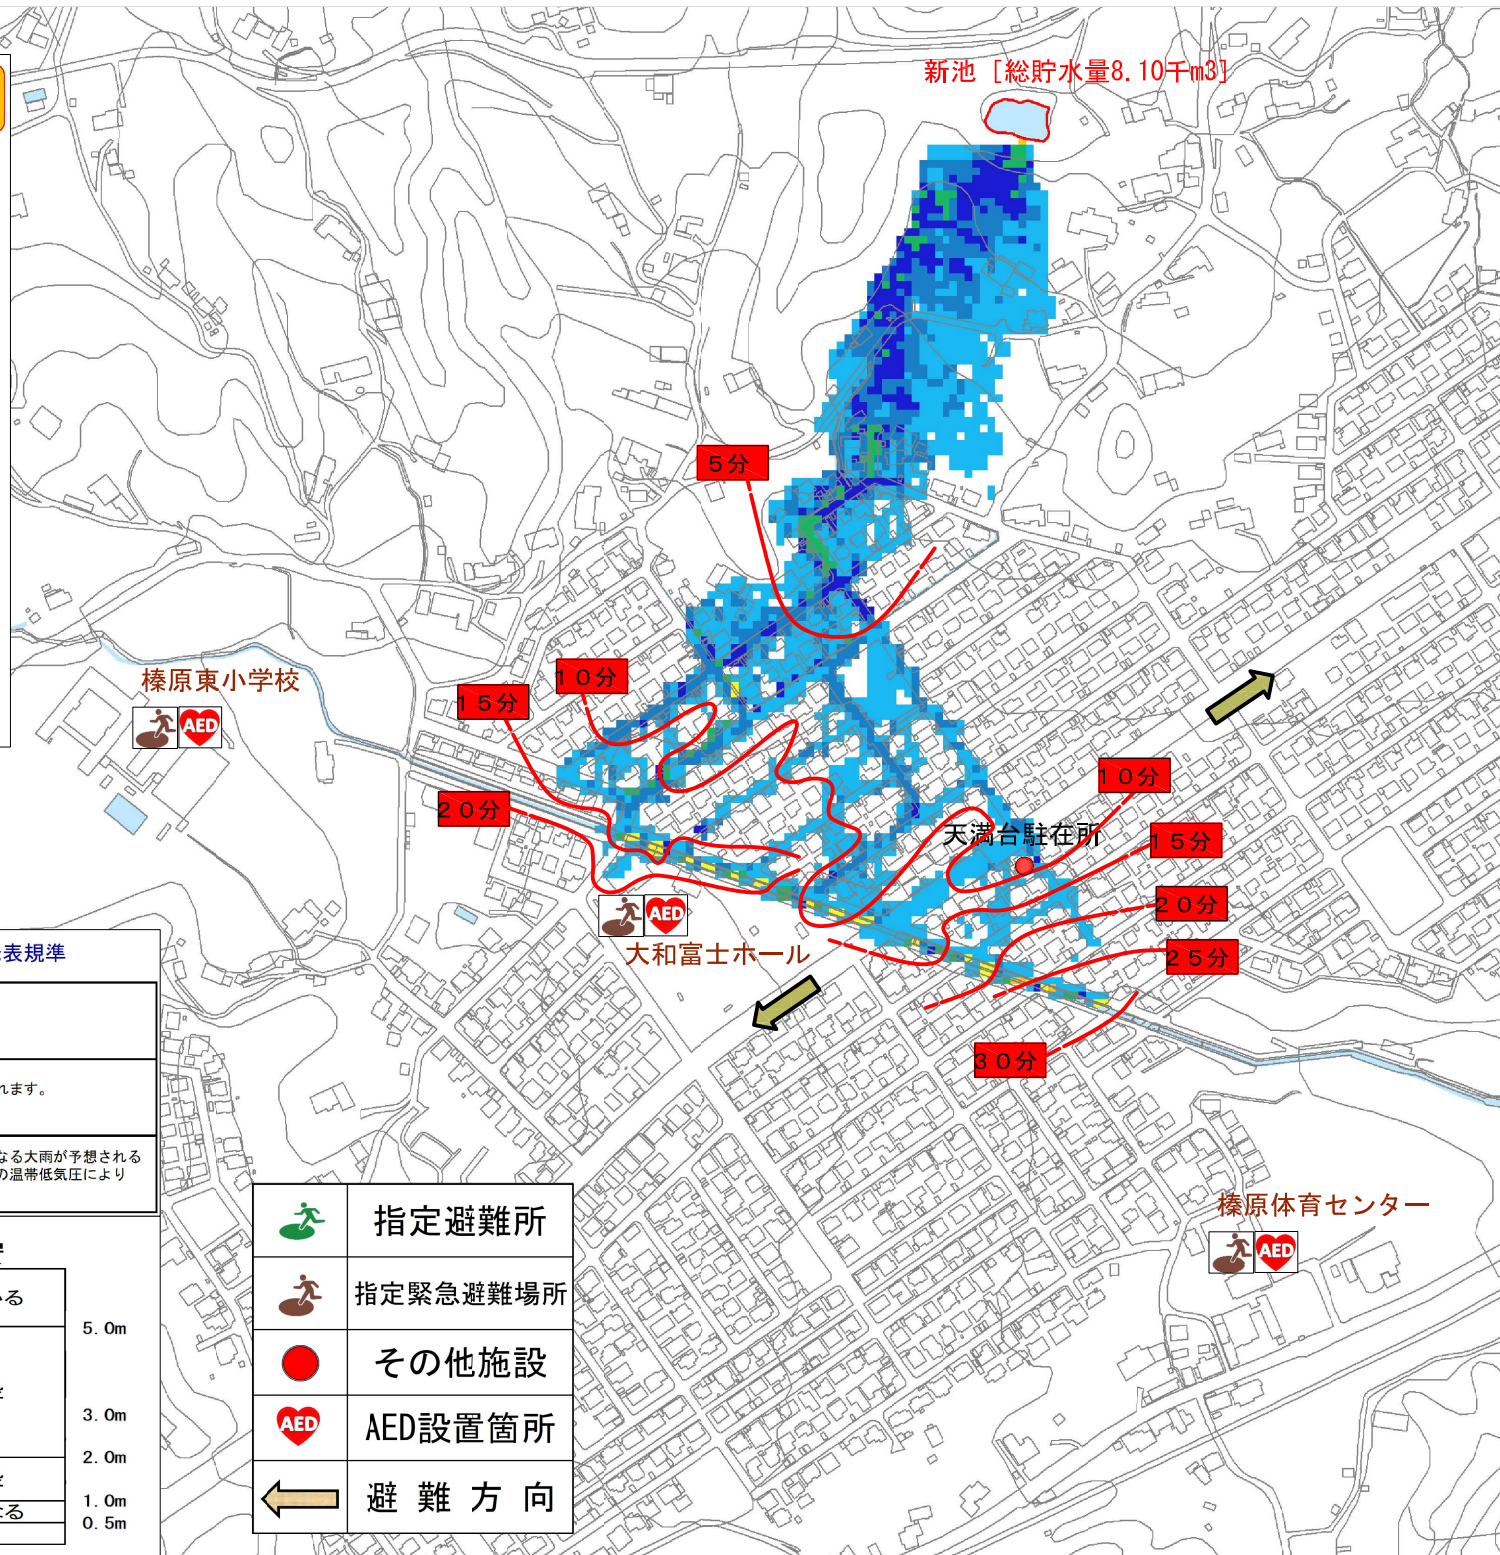 新池 [総貯水量8.10千m3]
5分
榛原東小学校
AED
10分
15分
20分
10分
天満台駐在所
15分
20分
25分
30分
AED
大和富士ホール
表規準
れます。
なる大雨が予想される
の温帯低気圧により
いる
5.0m
3.0m
2.0m
1.0m
なる
0.5m
指定避難所
指定緊急避難場所
その他施設
AED
AED設置箇所
避難方向
榛原体育センター
AED